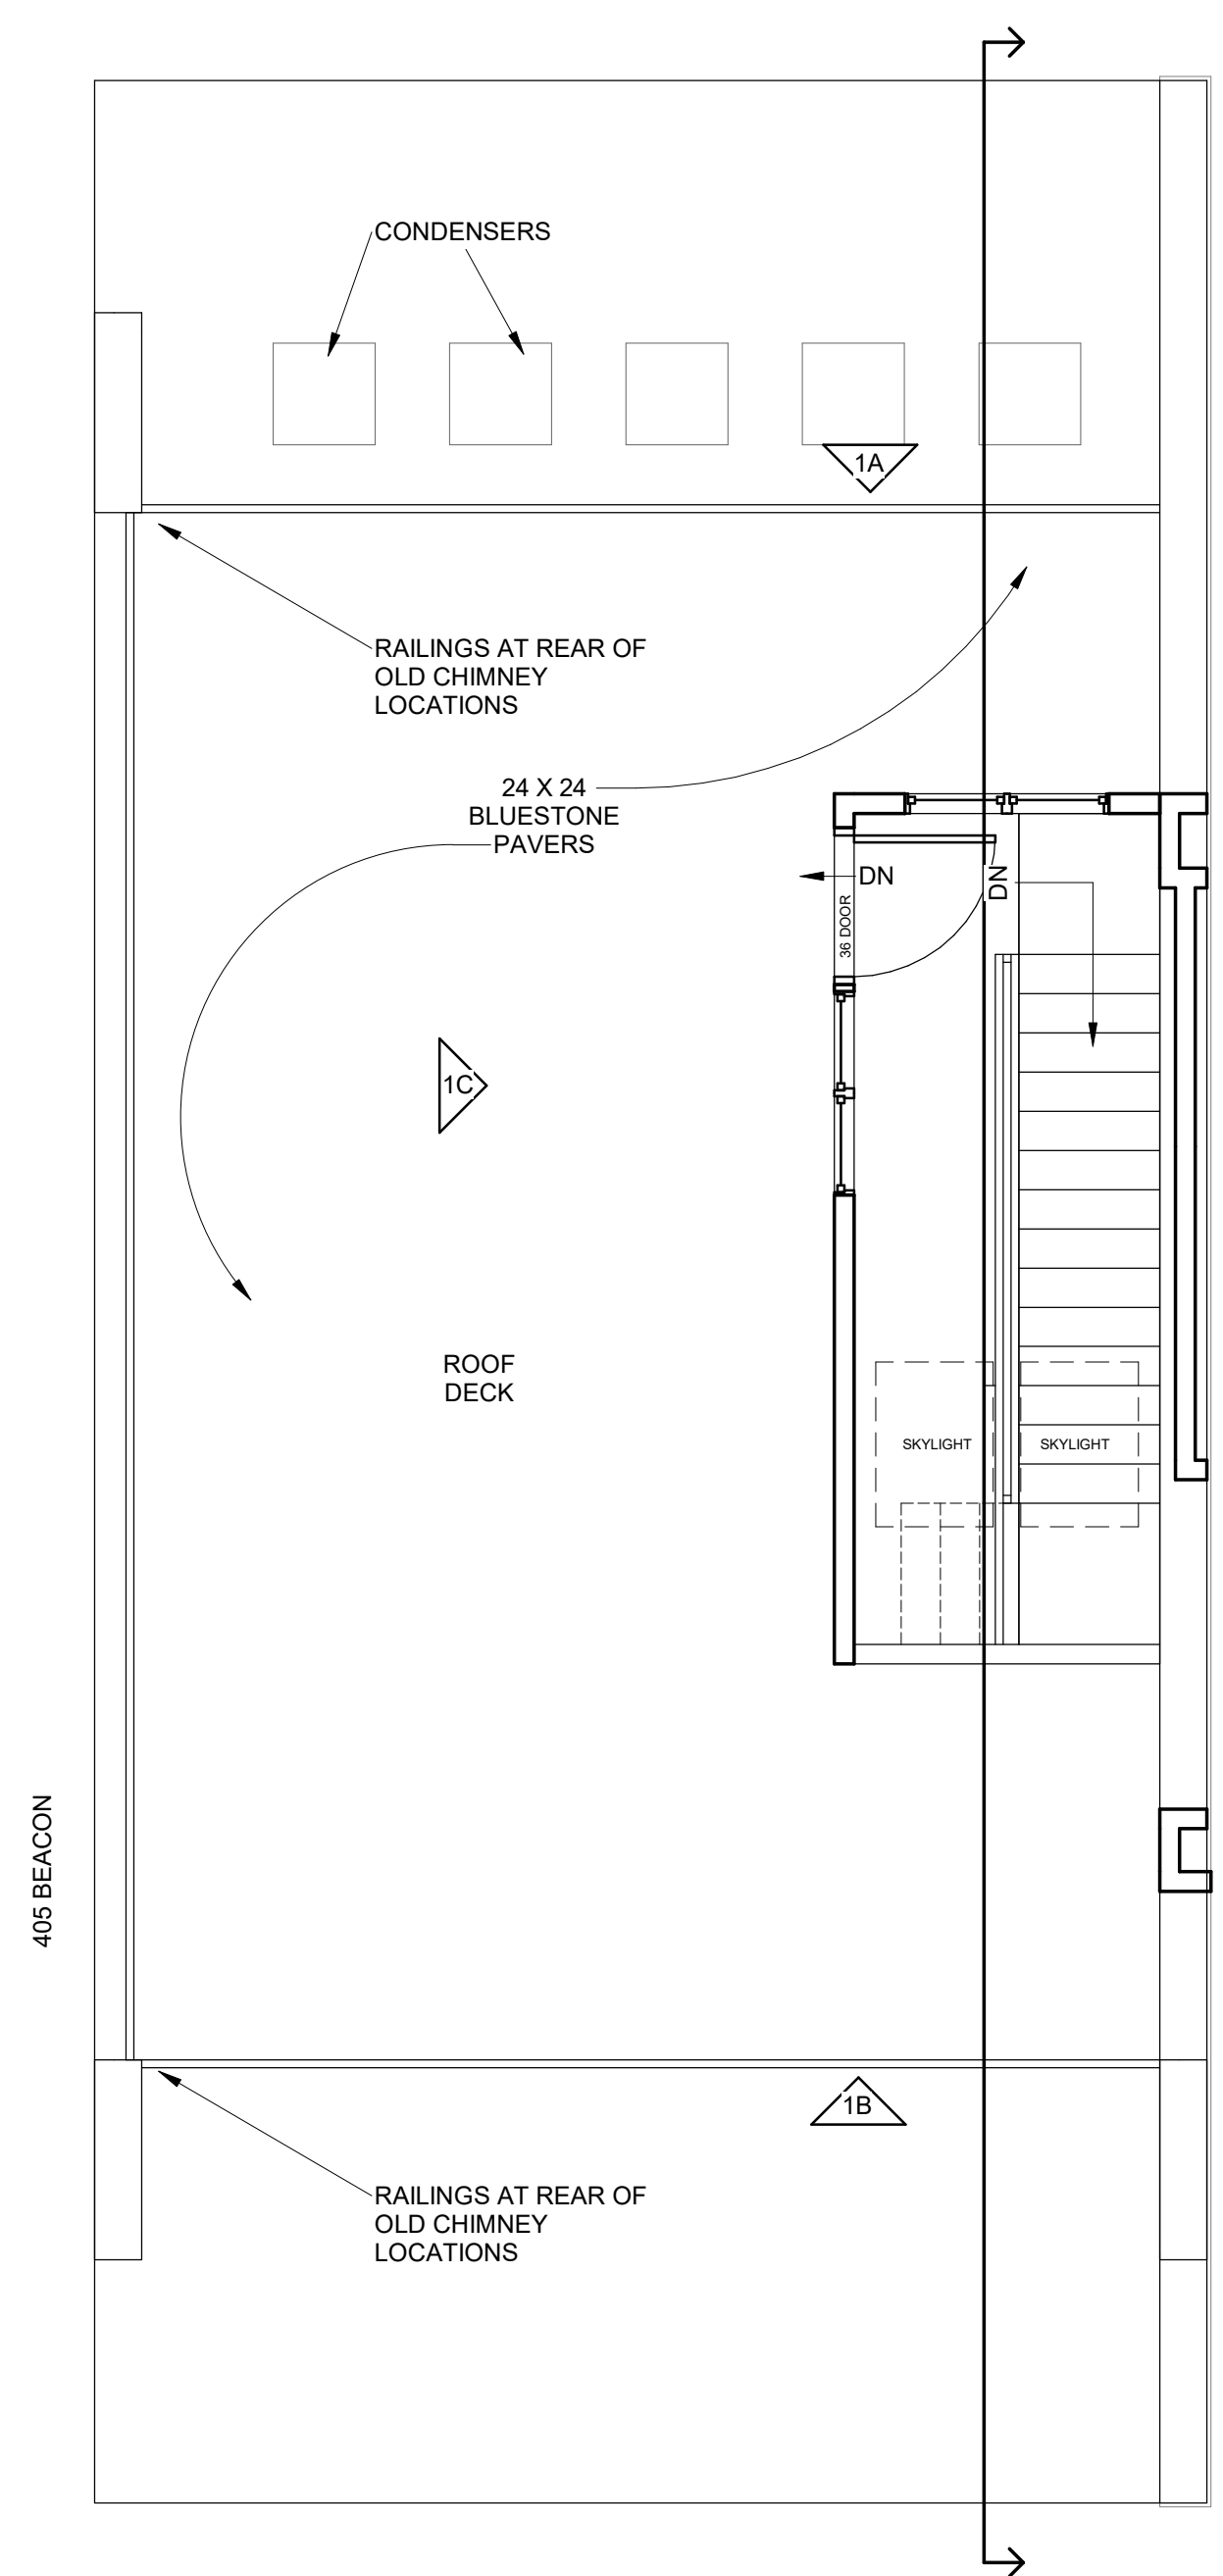 CONDENSERS
1A
RAILINGS AT REAR OF
OLD CHIMNEY
LOCATIONS
24 X 24
BLUESTONE
PAVERS
DN
DN
36 DOOR
1C
ROOF
DECK
SKYLIGHT
SKYLIGHT
405 BEACON
1B
RAILINGS AT REAR OF
OLD CHIMNEY
LOCATIONS